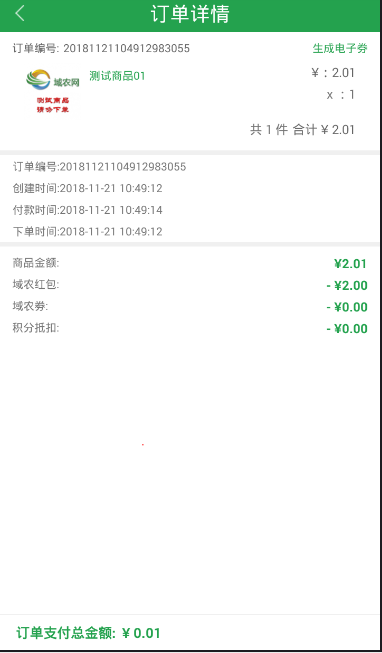 订单详情
订单编号: 20181121104912983055 生成电子券
域农网 测试商品01 ¥ : 2.01
测试商品
请勿下单
x : 1
共 1 件 合计 ¥ 2.01
订单编号:20181121104912983055
创建时间:2018-11-21 10:49:12
付款时间:2018-11-21 10:49:14
下单时间:2018-11-21 10:49:12
商品金额: ¥2.01
域农红包: - ¥2.00
域农券: - ¥0.00
积分抵扣: - ¥0.00
订单支付总金额: ¥ 0.01